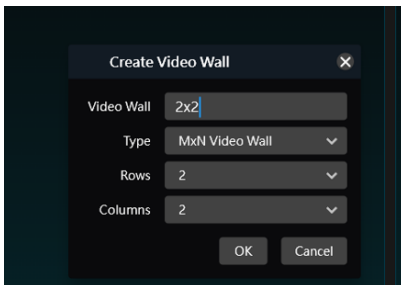 Create Video Wall
Video Wall 2x2
Type MxN Video Wall
Rows 2
Columns 2
OK Cancel